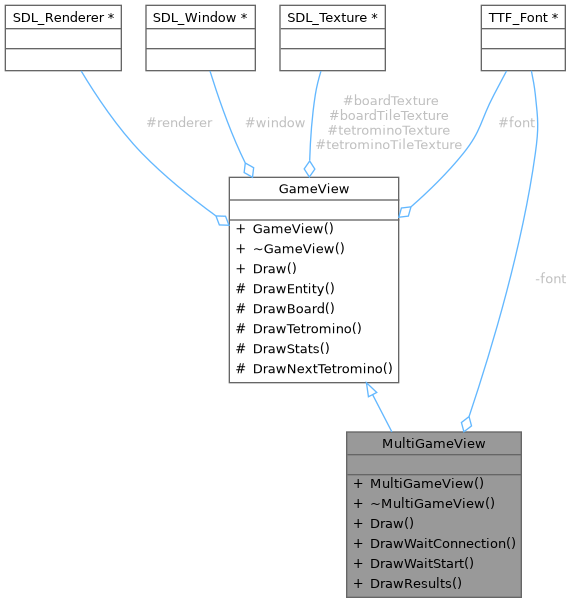 SDL_Renderer *
SDL_Window *
SDL_Texture *
TTF_Font *
#renderer
#window
#boardTexture
#boardTileTexture
#tetrominoTexture
#tetrominoTileTexture
#font
GameView
+ GameView()
+ ~GameView()
+ Draw()
# DrawEntity()
# DrawBoard()
# DrawTetromino()
# DrawStats()
# DrawNextTetromino()
-font
MultiGameView
+ MultiGameView()
+ ~MultiGameView()
+ Draw()
+ DrawWaitConnection()
+ DrawWaitStart()
+ DrawResults()